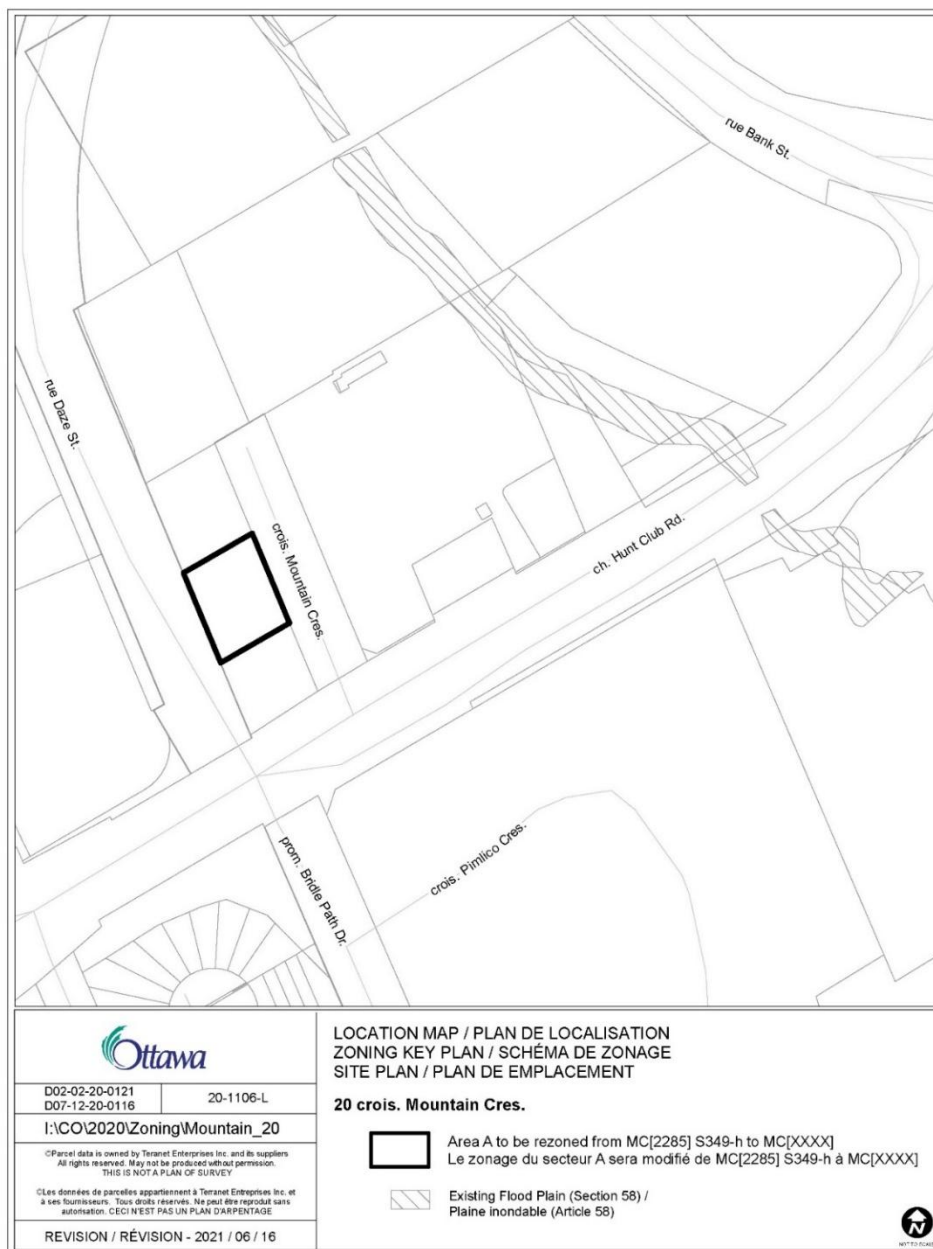 rue Bank St.
rue Daze St.
crois. Mountain Cres.
ch. Hunt Club Rd.
prom. Bridle Path Dr.
crois. Pimlico Cres.
Ottawa
D02-02-20-0121
D07-12-20-0116
20-1106-L
I:\CO\2020\Zoning\Mountain_20
©Parcel data is owned by Teranet Enterprises Inc. and its suppliers
All rights reserved. May not be produced without permission.
THIS IS NOT A PLAN OF SURVEY
©Les données de parcelles appartiennent à Teranet Entreprises Inc. et
à ses fournisseurs. Tous droits réservés. Ne peut être reproduit sans
autorisation. CECI N'EST PAS UN PLAN D'ARPENTAGE
REVISION / RÉVISION - 2021 / 06 / 16
LOCATION MAP / PLAN DE LOCALISATION
ZONING KEY PLAN / SCHÉMA DE ZONAGE
SITE PLAN / PLAN DE EMPLACEMENT
20 crois. Mountain Cres.
Area A to be rezoned from MC[2285] S349-h to MC[XXXX]
Le zonage du secteur A sera modifié de MC[2285] S349-h à MC[XXXX]
Existing Flood Plain (Section 58) /
Plaine inondable (Article 58)
N
NOT TO SCALE